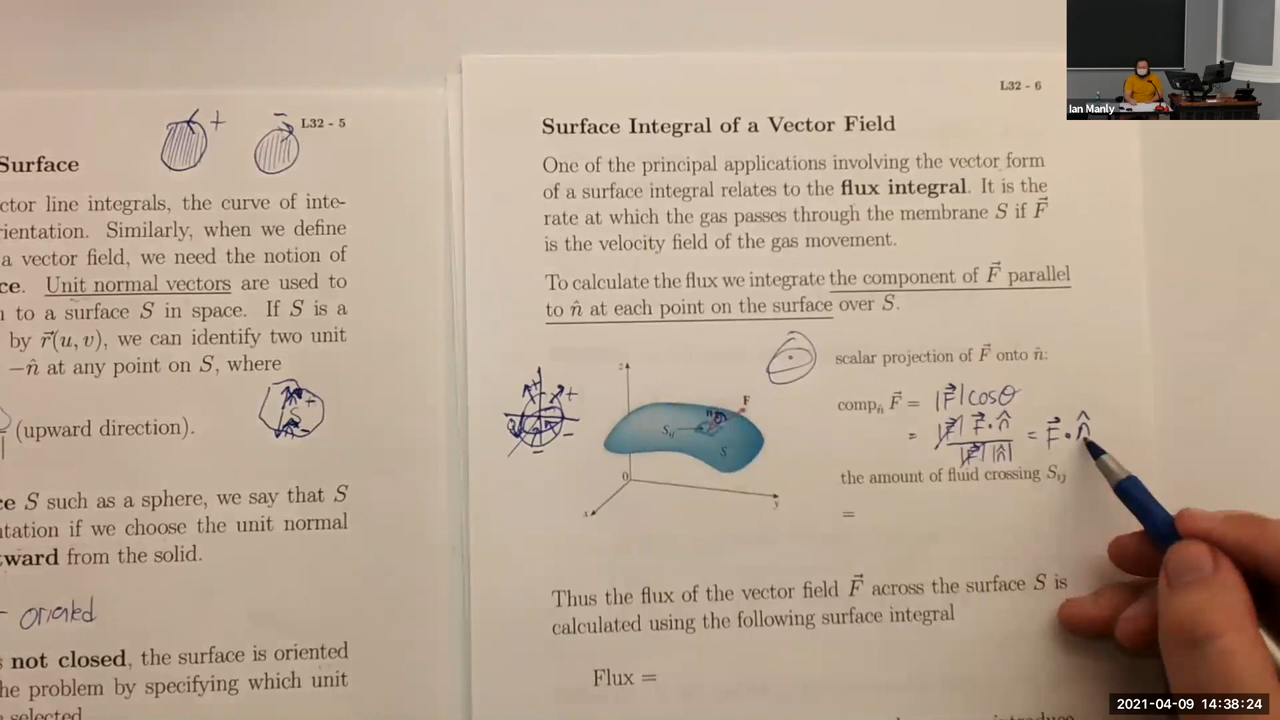 L32 - 5
+
−
Surface
ctor line integrals, the curve of inte-
ientation. Similarly, when we define
a vector field, we need the notion of
ce. Unit normal vectors are used to
to a surface S in space. If S is a
by r⃗(u, v), we can identify two unit
−n̂ at any point on S, where
(upward direction).
ce S such as a sphere, we say that S
ntation if we choose the unit normal
tward from the solid.
oriented
not closed, the surface is oriented
he problem by specifying which unit
selected
L32 - 6
Surface Integral of a Vector Field
One of the principal applications involving the vector form
of a surface integral relates to the flux integral. It is the
rate at which the gas passes through the membrane S if F⃗
is the velocity field of the gas movement.
To calculate the flux we integrate the component of F⃗ parallel
to n̂ at each point on the surface over S.
z
F
n
Sij
S
0
x
y
scalar projection of F⃗ onto n̂:
compn̂ F⃗ = |F⃗| cosθ
= |F⃗| F⃗·n̂ / |F⃗| |n̂| = F⃗·n̂
the amount of fluid crossing Sij
=
Thus the flux of the vector field F⃗ across the surface S is
calculated using the following surface integral
Flux =
Ian Manly
2021-04-09 14:38:24